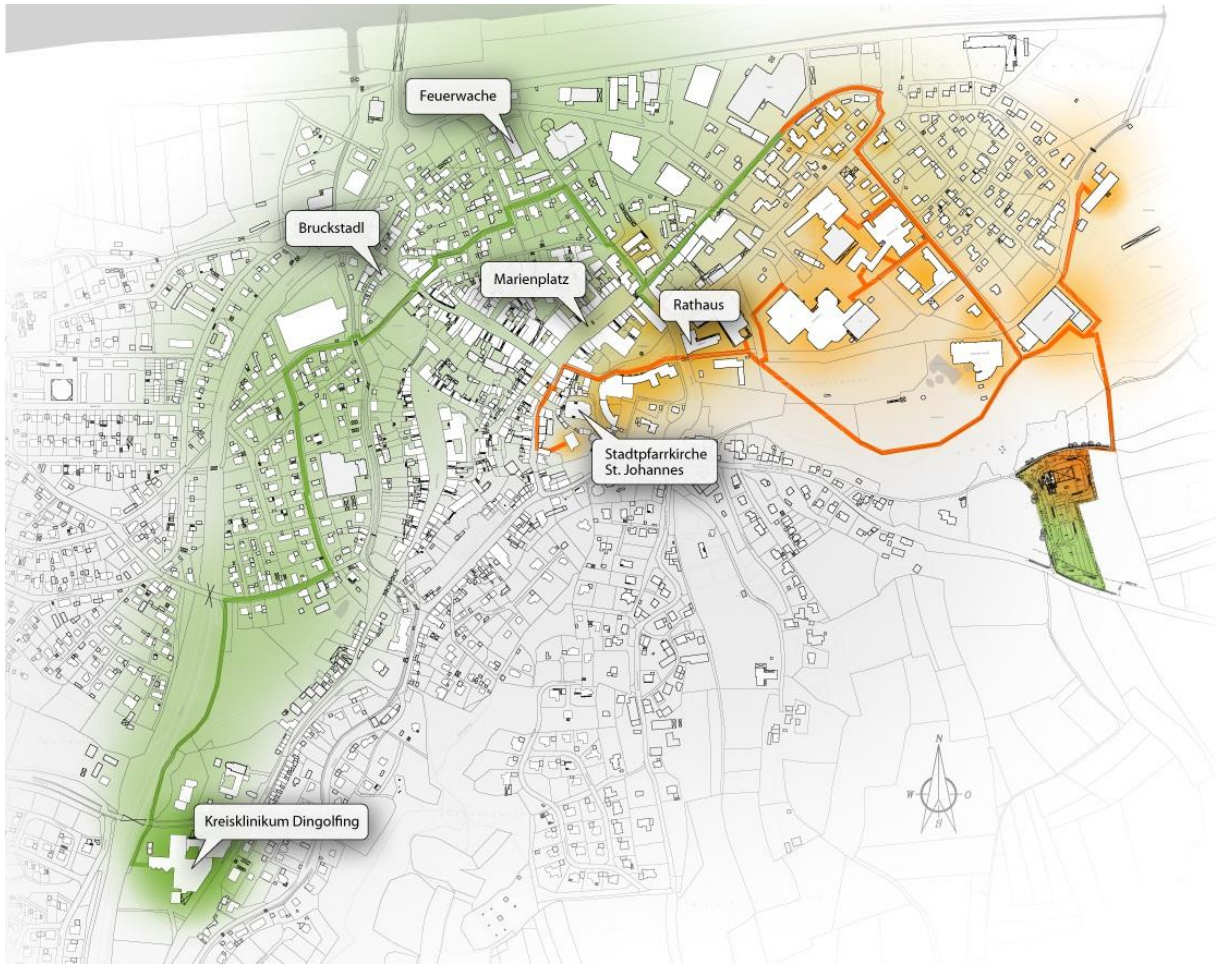 Feuerwache
Bruckstadl
Marienplatz
Rathaus
Stadtpfarrkirche
St. Johannes
N
W
O
S
Kreisklinikum Dingolfing